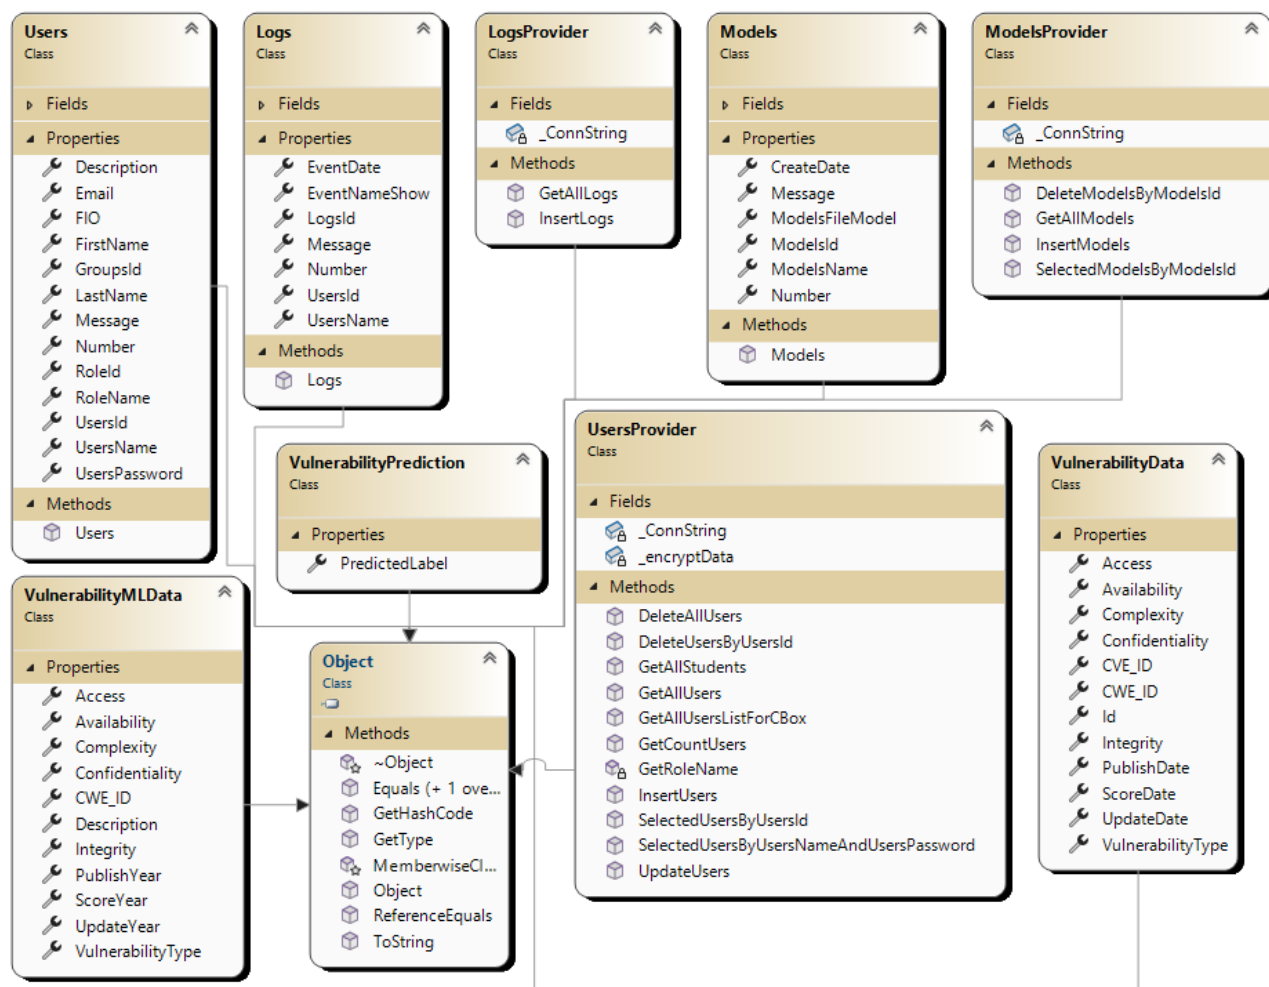 Users
Class
Fields
Properties
Description
Email
FIO
FirstName
GroupsId
LastName
Message
Number
RoleId
RoleName
UsersId
UsersName
UsersPassword
Methods
Users
Logs
Class
Fields
Properties
EventDate
EventNameShow
LogsId
Message
Number
UsersId
UsersName
Methods
Logs
LogsProvider
Class
Fields
_ConnString
Methods
GetAllLogs
InsertLogs
Models
Class
Fields
Properties
CreateDate
Message
ModelsFileModel
ModelsId
ModelsName
Number
Methods
Models
ModelsProvider
Class
Fields
_ConnString
Methods
DeleteModelsByModelsId
GetAllModels
InsertModels
SelectedModelsByModelsId
VulnerabilityPrediction
Class
Properties
PredictedLabel
UsersProvider
Class
Fields
_ConnString
_encryptData
Methods
DeleteAllUsers
DeleteUsersByUsersId
GetAllStudents
GetAllUsers
GetAllUsersListForCBox
GetCountUsers
GetRoleName
InsertUsers
SelectedUsersByUsersId
SelectedUsersByUsersNameAndUsersPassword
UpdateUsers
VulnerabilityData
Class
Properties
Access
Availability
Complexity
Confidentiality
CVE_ID
CWE_ID
Id
Integrity
PublishDate
ScoreDate
UpdateDate
VulnerabilityType
VulnerabilityMLData
Class
Properties
Access
Availability
Complexity
Confidentiality
CWE_ID
Description
Integrity
PublishYear
ScoreYear
UpdateYear
VulnerabilityType
Object
Class
Methods
~Object
Equals (+ 1 ove...
GetHashCode
GetType
MemberwiseCl...
Object
ReferenceEquals
ToString